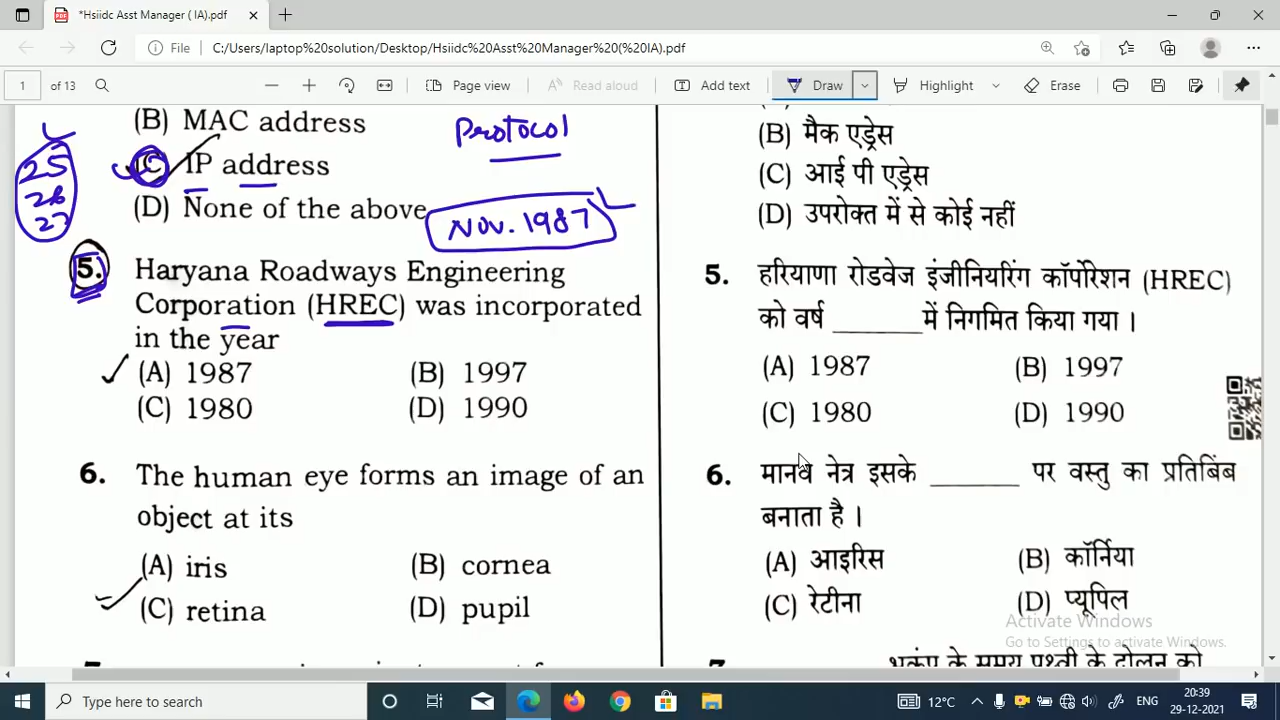 *Hsiidc Asst Manager ( IA).pdf
File C:/Users/laptop%20solution/Desktop/Hsiidc%20Asst%20Manager%20(%20IA).pdf
1 of 13 Page view Read aloud Add text Draw Highlight Erase
(B) MAC address
Protocol
(C) IP address
(D) None of the above
25
26
27
Nov. 1987
5. Haryana Roadways Engineering
Corporation (HREC) was incorporated
in the year
(A) 1987 (B) 1997
(C) 1980 (D) 1990
6. The human eye forms an image of an
object at its
(A) iris (B) cornea
(C) retina (D) pupil
(B) मैक एड्रेस
(C) आई पी एड्रेस
(D) उपरोक्त में से कोई नहीं
5. हरियाणा रोडवेज इंजीनियरिंग कॉर्पोरेशन (HREC)
को वर्ष ______ में निगमित किया गया ।
(A) 1987 (B) 1997
(C) 1980 (D) 1990
6. मानव नेत्र इसके ______ पर वस्तु का प्रतिबिंब
बनाता है ।
(A) आइरिस (B) कॉर्निया
(C) रेटीना (D) प्यूपिल
भूकंप के समय पृथ्वी के दोलन को
Activate Windows
Go to Settings to activate Windows.
Type here to search
12°C ENG 20:39
29-12-2021